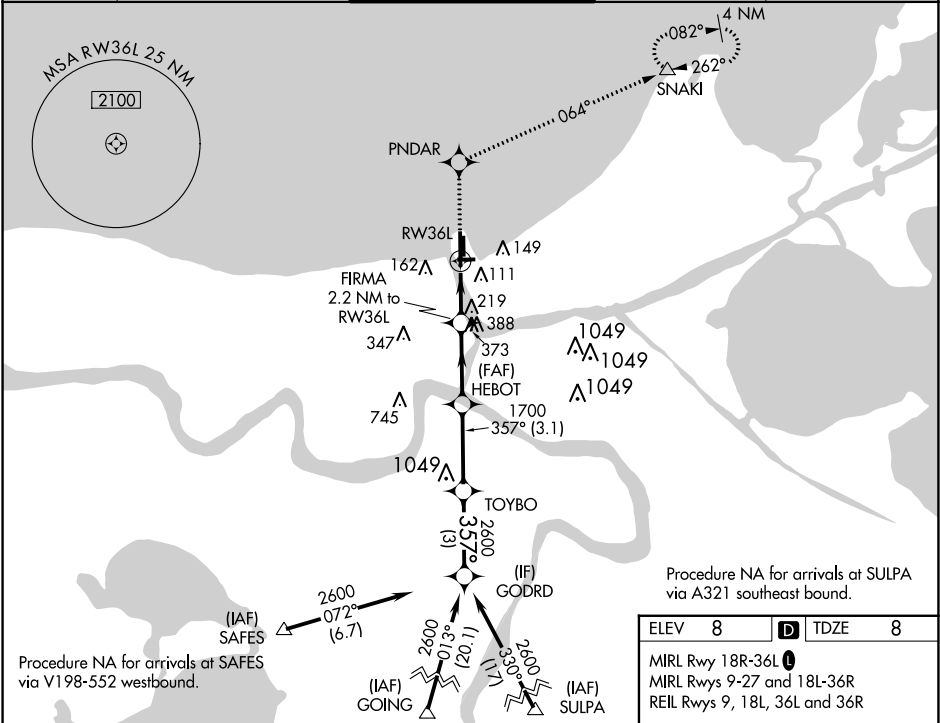 MSA RW36L 25 NM
2100
4 NM
082°
262°
SNAKI
064°
PNDAR
RW36L
149
162
111
FIRMA
2.2 NM to
RW36L
219
388
347
373
1049
1049
1049
(FAF)
HEBOT
745
1700
357° (3.1)
1049
TOYBO
2600
357°
(3)
(IF)
GODRD
2600
072°
(6.7)
(IAF)
SAFES
Procedure NA for arrivals at SAFES
via V198-552 westbound.
2600
013°
(20.1)
(IAF)
GOING
2600
330°
(17)
(IAF)
SULPA
Procedure NA for arrivals at SULPA
via A321 southeast bound.
ELEV 8 D TDZE 8
MIRL Rwy 18R-36L L
MIRL Rwys 9-27 and 18L-36R
REIL Rwys 9, 18L, 36L and 36R